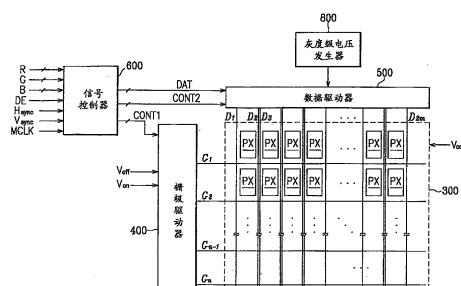 800
灰度级电压
发生器
600
R
G
B
DE
Hsync
Vsync
MCLK
信号
控制器
DAT
CONT2
CONT1
500
数据驱动器
D1 D2 D3 ... D2m
PX PX PX PX ... PX PX
G1
PX PX PX PX ... PX PX
G2
Voff
Von
400
栅极
驱动
器
300
Gn-1
Gn